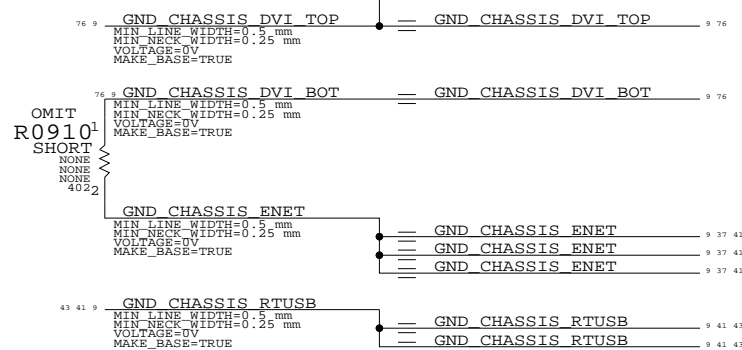 76 9 GND_CHASSIS_DVI_TOP GND_CHASSIS_DVI_TOP 9 76
MIN_LINE_WIDTH=0.5 mm
MIN_NECK_WIDTH=0.25 mm
VOLTAGE=0V
MAKE_BASE=TRUE
76 9 GND_CHASSIS_DVI_BOT GND_CHASSIS_DVI_BOT 9 76
MIN_LINE_WIDTH=0.5 mm
MIN_NECK_WIDTH=0.25 mm
VOLTAGE=0V
MAKE_BASE=TRUE
OMIT
R0910 1
SHORT
NONE
NONE
NONE
402 2
GND_CHASSIS_ENET
MIN_LINE_WIDTH=0.5 mm
MIN_NECK_WIDTH=0.25 mm
VOLTAGE=0V
MAKE_BASE=TRUE
GND_CHASSIS_ENET 9 37 41
GND_CHASSIS_ENET 9 37 41
GND_CHASSIS_ENET 9 37 41
43 41 9 GND_CHASSIS_RTUSB
MIN_LINE_WIDTH=0.5 mm
MIN_NECK_WIDTH=0.25 mm
VOLTAGE=0V
MAKE_BASE=TRUE
GND_CHASSIS_RTUSB 9 41 43
GND_CHASSIS_RTUSB 9 41 43